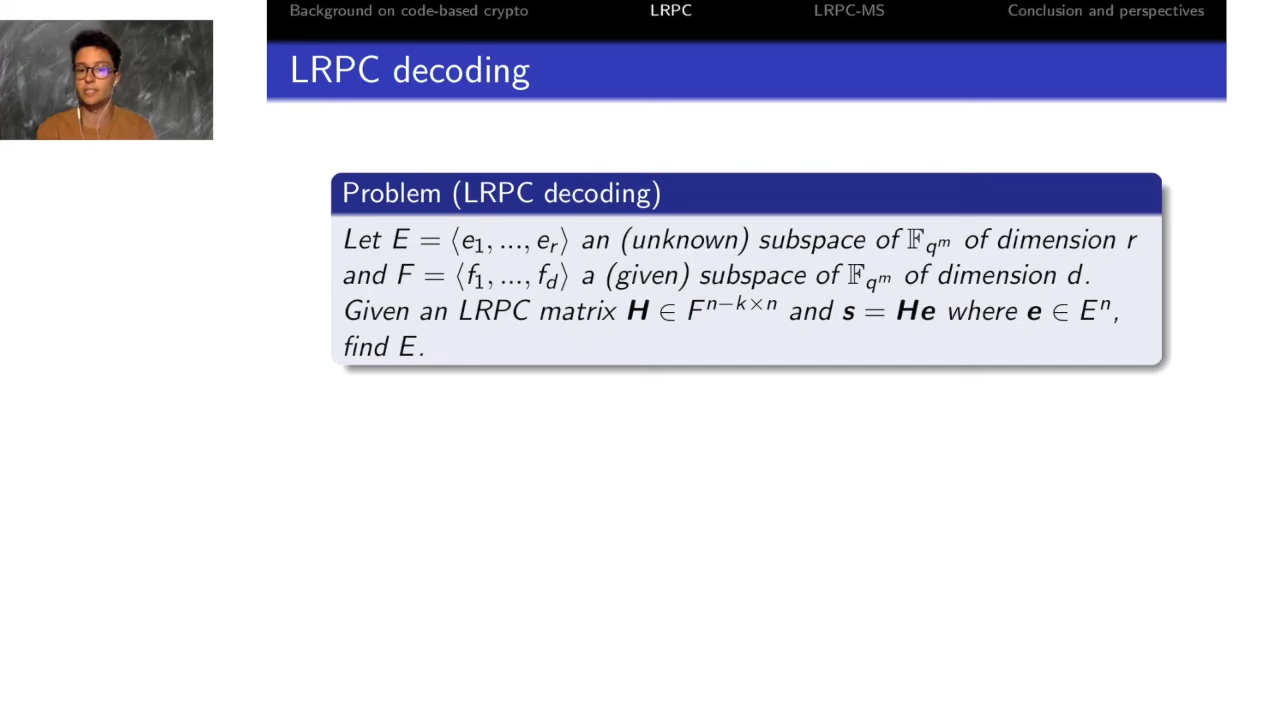 Background on code-based crypto LRPC LRPC-MS Conclusion and perspectives
LRPC decoding
Problem (LRPC decoding)
Let E = ⟨e₁, ..., eᵣ⟩ an (unknown) subspace of 𝔽_{q^m} of dimension r
and F = ⟨f₁, ..., f_d⟩ a (given) subspace of 𝔽_{q^m} of dimension d.
Given an LRPC matrix H ∈ F^{n−k×n} and s = He where e ∈ Eⁿ,
find E.